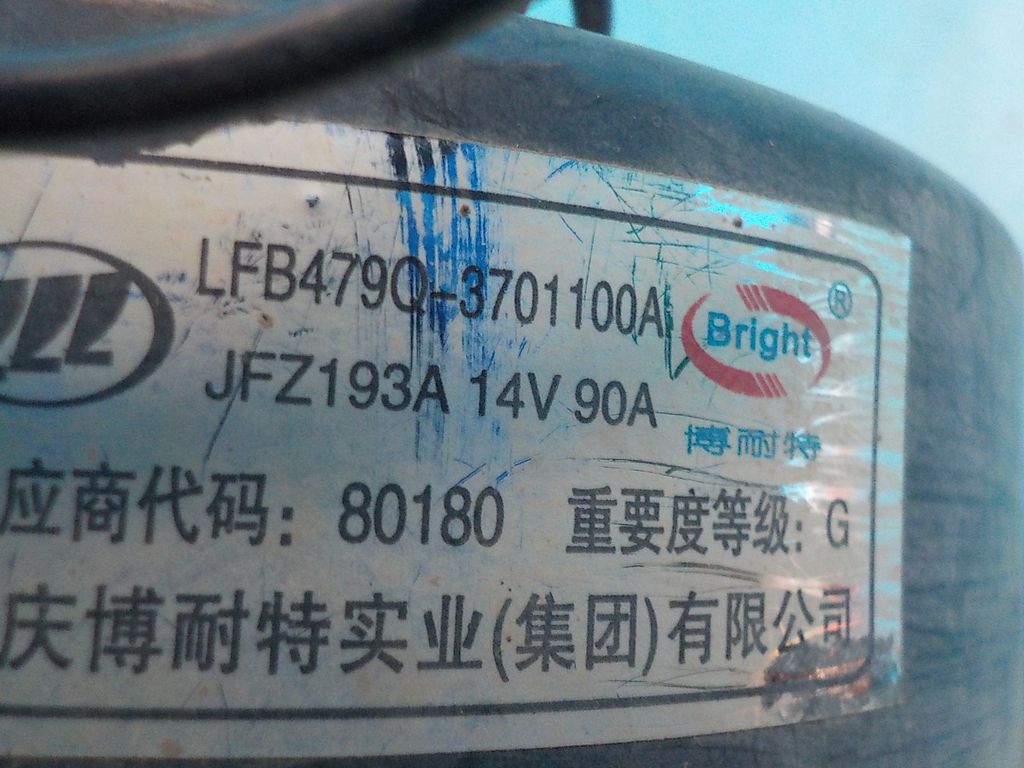 LFB479Q-3701100A
JFZ193A 14V 90A
Bright®
博耐特
应商代码: 80180 重要度等级: G
庆博耐特实业(集团)有限公司